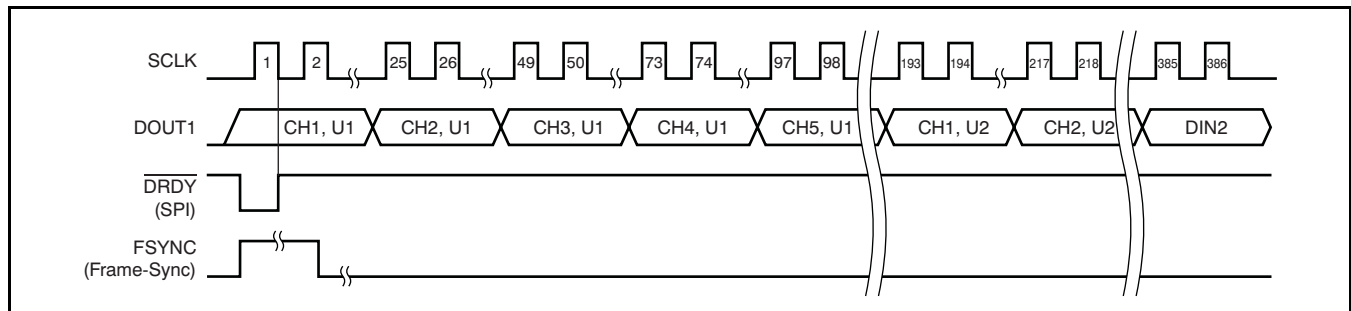 SCLK
1 2 25 26 49 50 73 74 97 98 193 194 217 218 385 386
DOUT1
CH1, U1 CH2, U1 CH3, U1 CH4, U1 CH5, U1 CH1, U2 CH2, U2 DIN2
DRDY
(SPI)
FSYNC
(Frame-Sync)